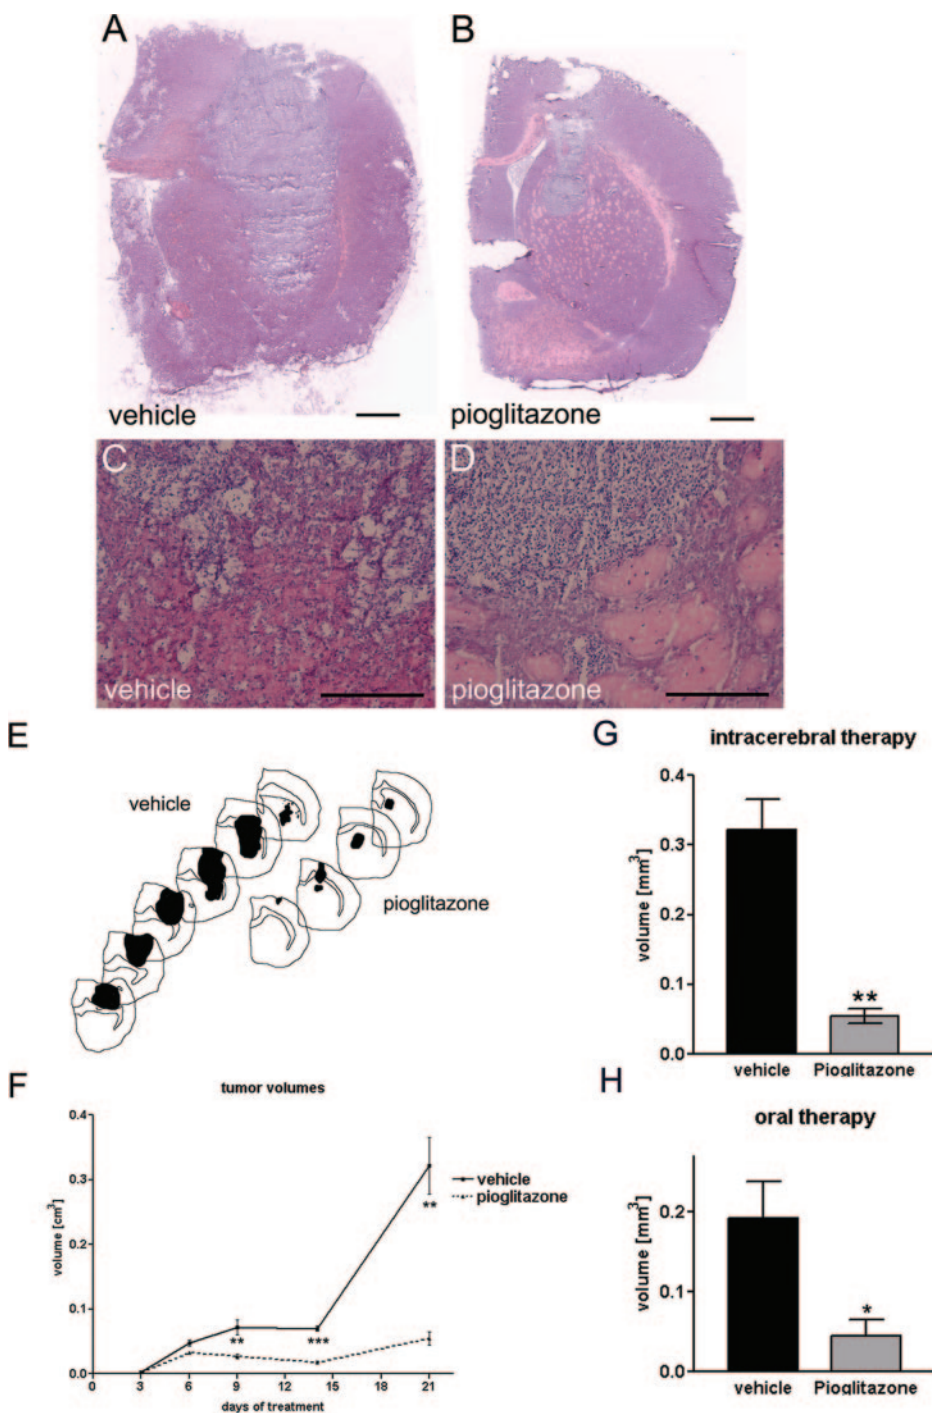 A
B
vehicle
pioglitazone
C
D
vehicle
pioglitazone
E
vehicle
pioglitazone
G
intracerebral therapy
0.4
0.3
0.2
0.1
0.0
volume [mm³]
**
vehicle
Pioglitazone
F
tumor volumes
0.4
0.3
0.2
0.1
0.0
volume [cm³]
vehicle
pioglitazone
**
***
**
0
3
6
9
12
15
18
21
days of treatment
H
oral therapy
0.2
0.1
0.0
volume [mm³]
*
vehicle
Pioglitazone